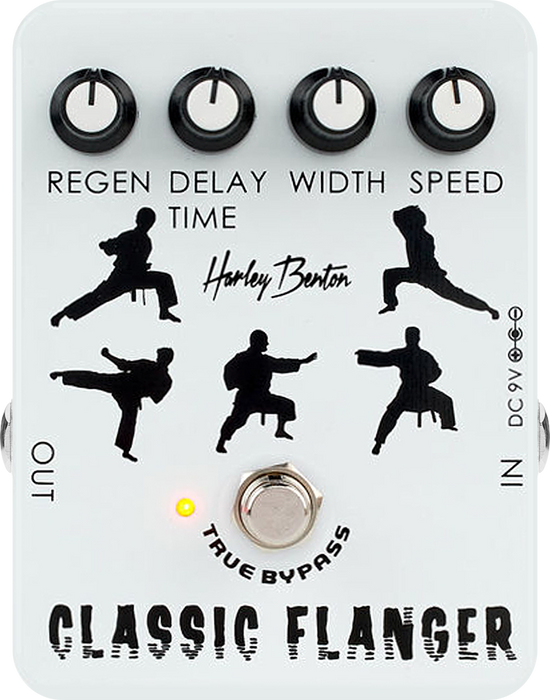 REGEN DELAY WIDTH SPEED
TIME
Harley Benton
DC 9V
OUT
IN
TRUE BYPASS
CLASSIC FLANGER